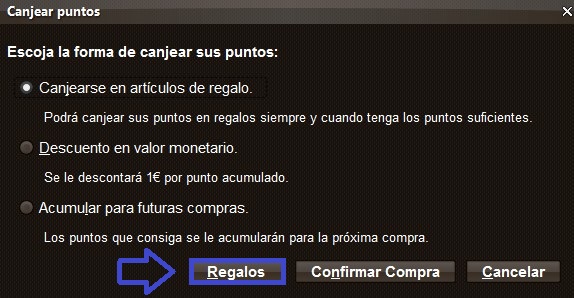 Canjear puntos
Escoja la forma de canjear sus puntos:
Canjearse en artículos de regalo.
Podrá canjear sus puntos en regalos siempre y cuando tenga los puntos suficientes.
Descuento en valor monetario.
Se le descontará 1€ por punto acumulado.
Acumular para futuras compras.
Los puntos que consiga se le acumularán para la próxima compra.
Regalos Confirmar Compra Cancelar